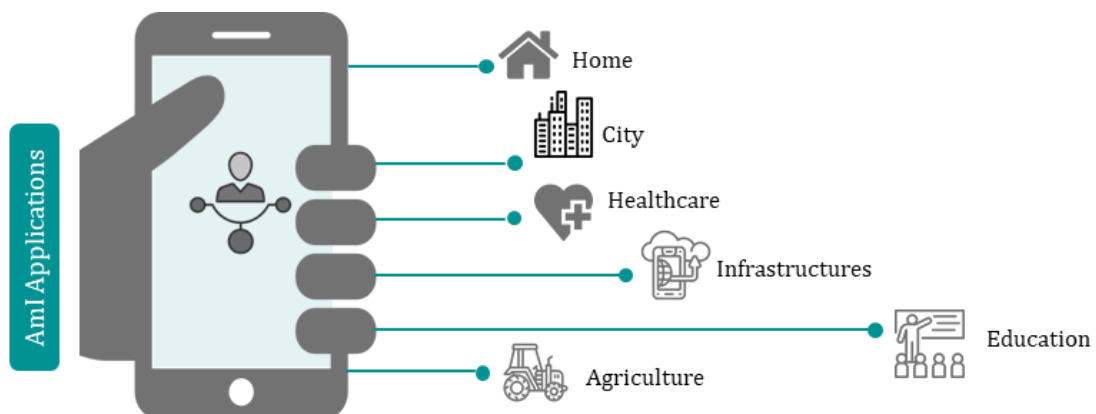 AmI Applications
Home
City
Healthcare
Infrastructures
Education
Agriculture